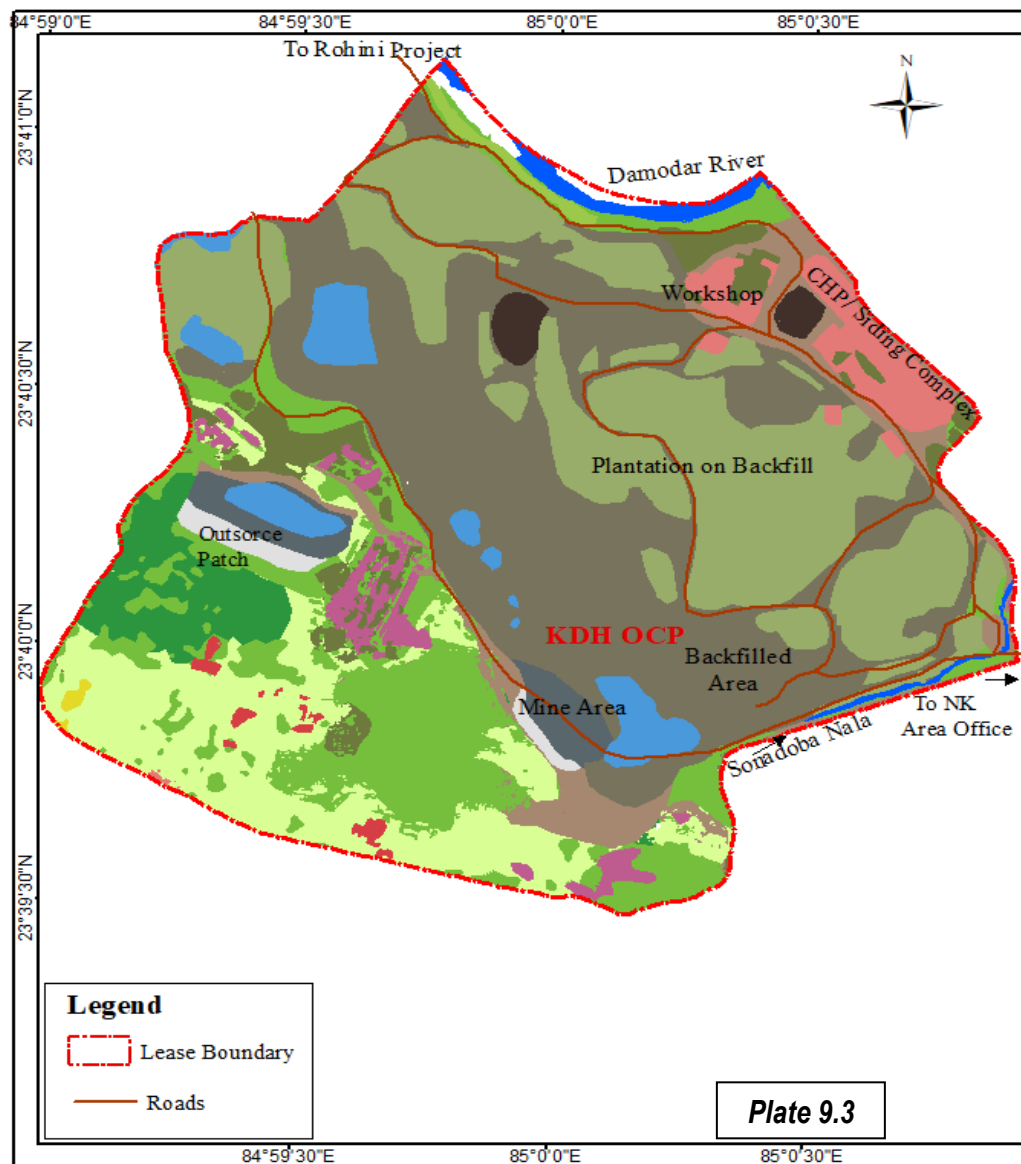 84°59'0"E
84°59'30"E
85°0'0"E
85°0'30"E
To Rohini Project
N
23°41'0"N
Damodar River
Workshop
CHP/ Siding Complex
23°40'30"N
Plantation on Backfill
Outsorce
Patch
23°40'0"N
KDH OCP
Backfilled
Area
Mine Area
To NK
Area Office
Sonadoba Nala
23°39'30"N
Legend
Lease Boundary
Roads
Plate 9.3
84°59'30"E
85°0'0"E
85°0'30"E